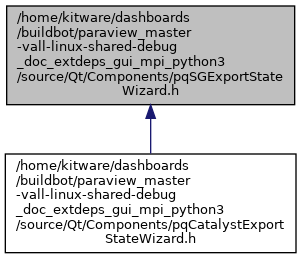 /home/kitware/dashboards
/buildbot/paraview_master
-vall-linux-shared-debug
_doc_extdeps_gui_mpi_python3
/source/Qt/Components/pqSGExportState
Wizard.h
/home/kitware/dashboards
/buildbot/paraview_master
-vall-linux-shared-debug
_doc_extdeps_gui_mpi_python3
/source/Qt/Components/pqCatalystExport
StateWizard.h